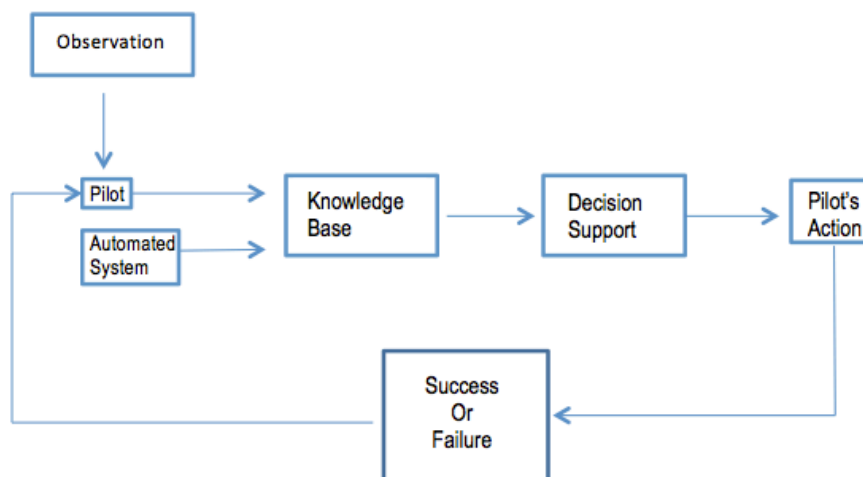 Observation
Pilot
Automated
System
Knowledge
Base
Decision
Support
Pilot’s
Action
Success
Or
Failure